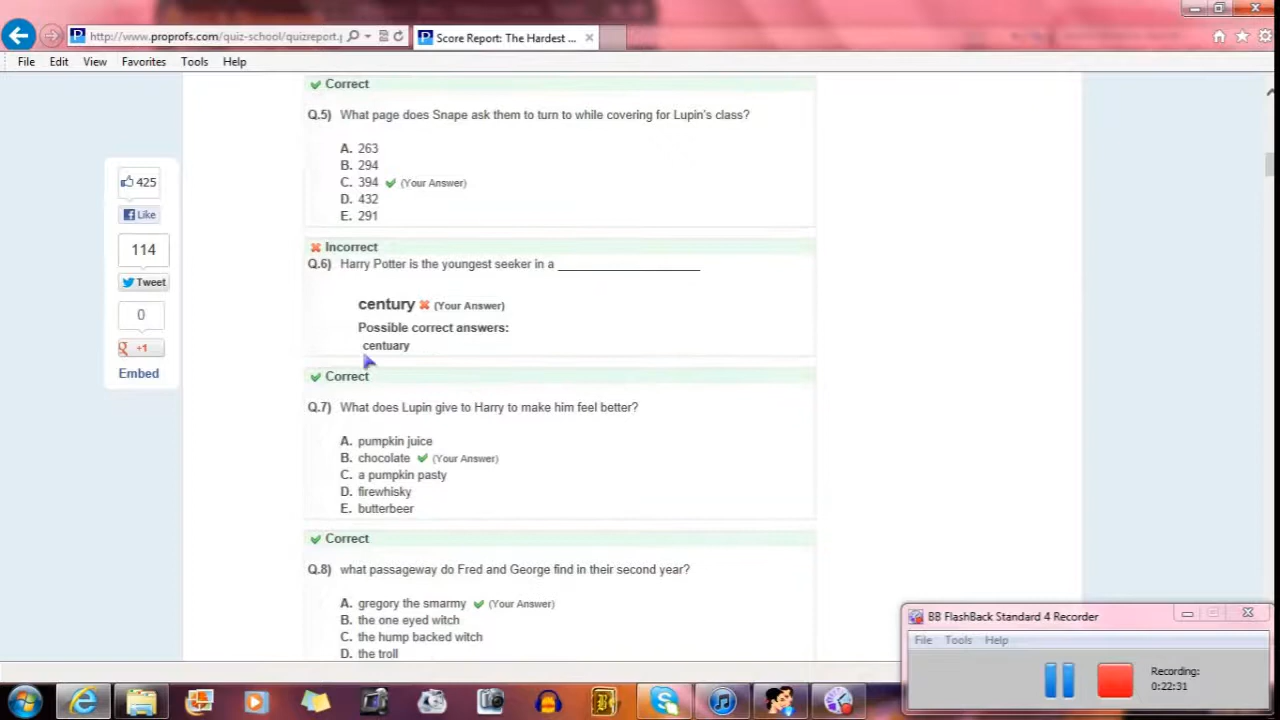 http://www.proprofs.com/quiz-school/quizreport.p
Score Report: The Hardest ...
File Edit View Favorites Tools Help
Correct
Q.5) What page does Snape ask them to turn to while covering for Lupin's class?
A. 263
B. 294
C. 394 (Your Answer)
D. 432
E. 291
425
Like
114
Tweet
0
+1
Embed
Incorrect
Q.6) Harry Potter is the youngest seeker in a ____________________
century (Your Answer)
Possible correct answers:
centuary
Correct
Q.7) What does Lupin give to Harry to make him feel better?
A. pumpkin juice
B. chocolate (Your Answer)
C. a pumpkin pasty
D. firewhisky
E. butterbeer
Correct
Q.8) what passageway do Fred and George find in their second year?
A. gregory the smarmy (Your Answer)
B. the one eyed witch
C. the hump backed witch
D. the troll
BB FlashBack Standard 4 Recorder
File Tools Help
Recording:
0:22:31